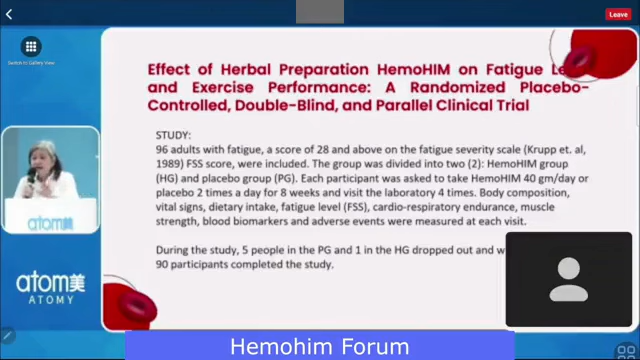 Leave
Switch to Gallery View
Effect of Herbal Preparation HemoHIM on Fatigue
and Exercise Performance: A Randomized Placebo-
Controlled, Double-Blind, and Parallel Clinical Trial
STUDY:
96 adults with fatigue, a score of 28 and above on the fatigue severity scale (Krupp et. al,
1989) FSS score, were included. The group was divided into two (2): HemoHIM group
(HG) and placebo group (PG). Each participant was asked to take HemoHIM 40 gm/day or
placebo 2 times a day for 8 weeks and visit the laboratory 4 times. Body composition,
vital signs, dietary intake, fatigue level (FSS), cardio-respiratory endurance, muscle
strength, blood biomarkers and adverse events were measured at each visit.
During the study, 5 people in the PG and 1 in the HG dropped out and
90 participants completed the study.
atom美
atom美
ATOMY
Hemohim Forum